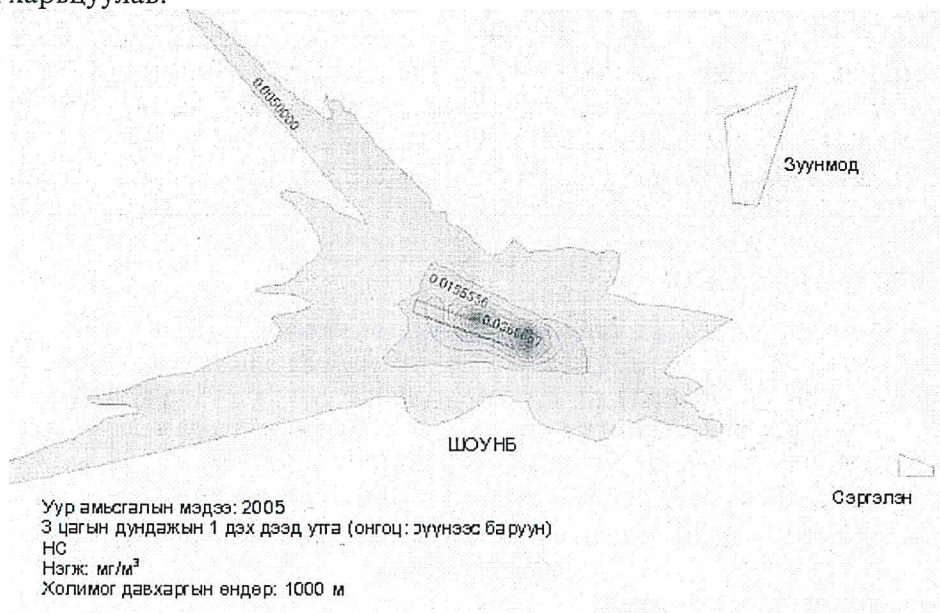 харьцуулав.
0.0050000
Зуунмод
0.0155556
ШОУНБ
Сэргэлэн
Уур амьсгалын мэдээ: 2005
3 цагын дундажын 1 дэх дээд утга (онгоц: зүүнээс баруун)
НС
Нэгж: мг/м³
Холимог давхаргын өндөр: 1000 м